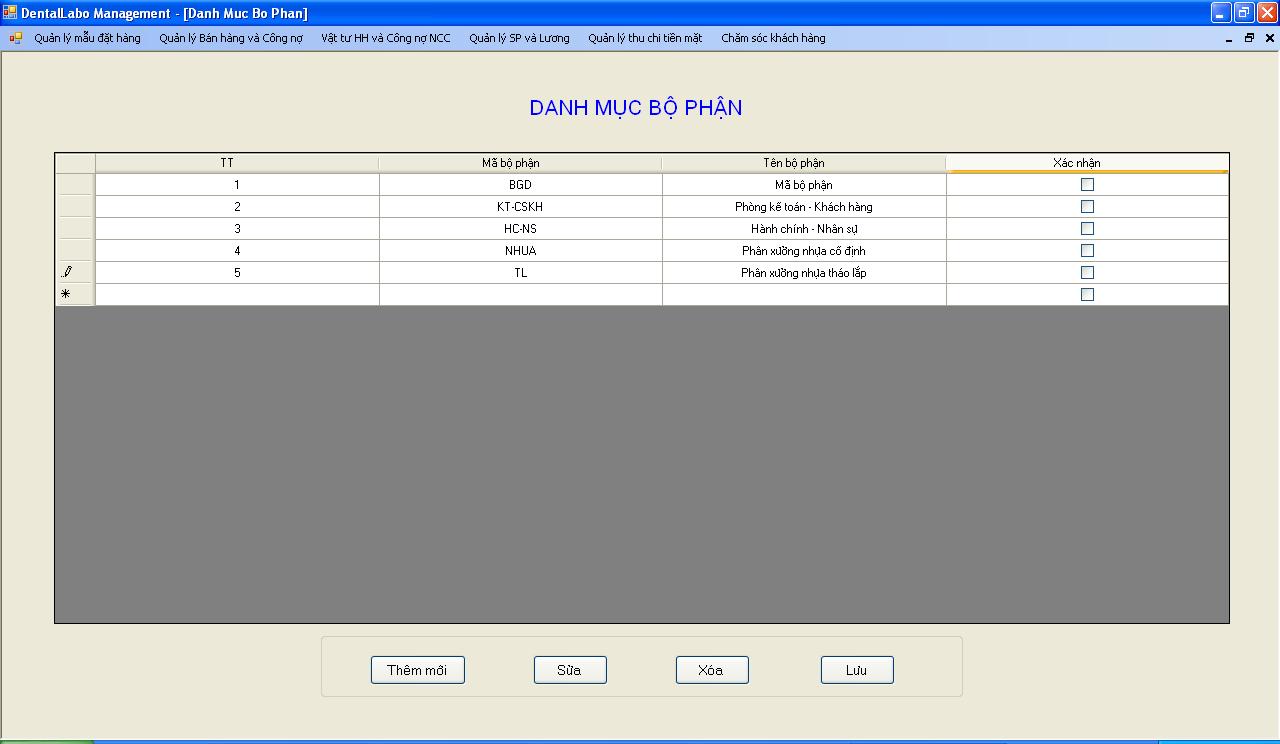 DentalLabo Management - [Danh Muc Bo Phan]
Quản lý mẫu đặt hàng Quản lý Bán hàng và Công nợ Vật tư HH và Công nợ NCC Quản lý SP và Lương Quản lý thu chi tiền mặt Chăm sóc khách hàng
DANH MỤC BỘ PHẬN
TT Mã bộ phận Tên bộ phận Xác nhận
1 BGD Mã bộ phận
2 KT-CSKH Phòng kế toán - Khách hàng
3 HC-NS Hành chính - Nhân sự
4 NHUA Phân xưởng nhựa cố định
5 TL Phân xưởng nhựa tháo lắp
Thêm mới Sửa Xóa Lưu